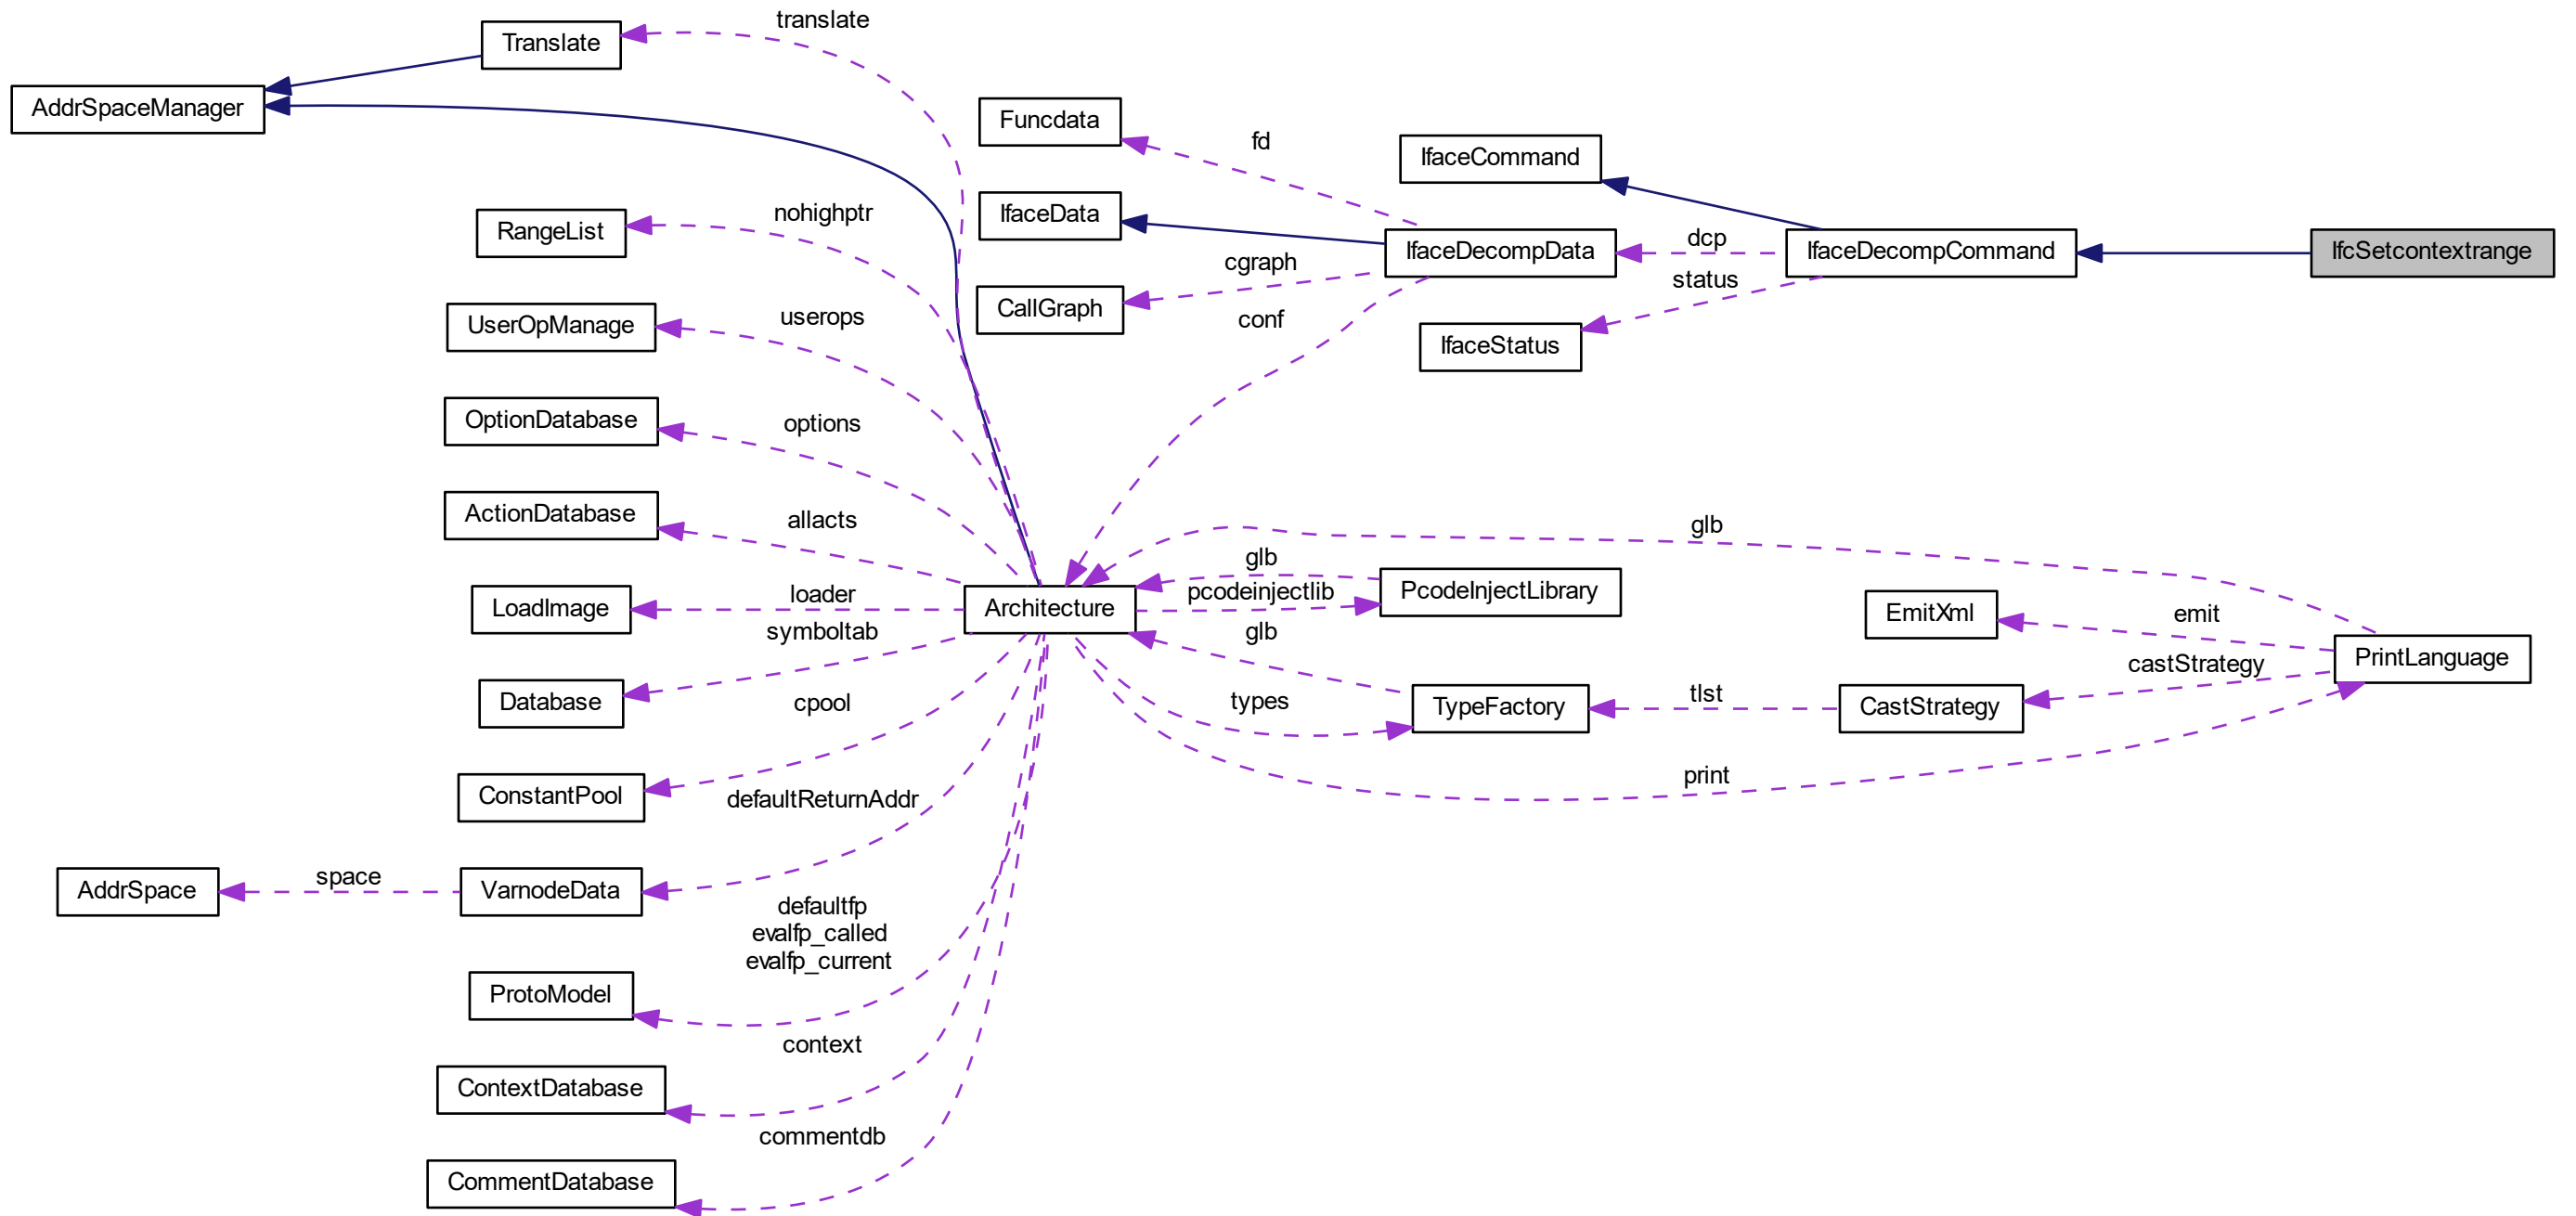 translate
Translate
AddrSpaceManager
Funcdata
fd
IfaceCommand
RangeList
nohighptr
IfaceData
IfaceDecompData
dcp
IfaceDecompCommand
IfcSetcontextrange
cgraph
status
CallGraph
UserOpManage
userops
conf
IfaceStatus
OptionDatabase
options
ActionDatabase
allacts
glb
LoadImage
loader
Architecture
glb
pcodeinjectlib
PcodeInjectLibrary
EmitXml
emit
symboltab
glb
castStrategy
PrintLanguage
Database
cpool
types
TypeFactory
tlst
CastStrategy
print
ConstantPool
defaultReturnAddr
AddrSpace
space
VarnodeData
defaultfp
evalfp_called
evalfp_current
ProtoModel
context
ContextDatabase
commentdb
CommentDatabase